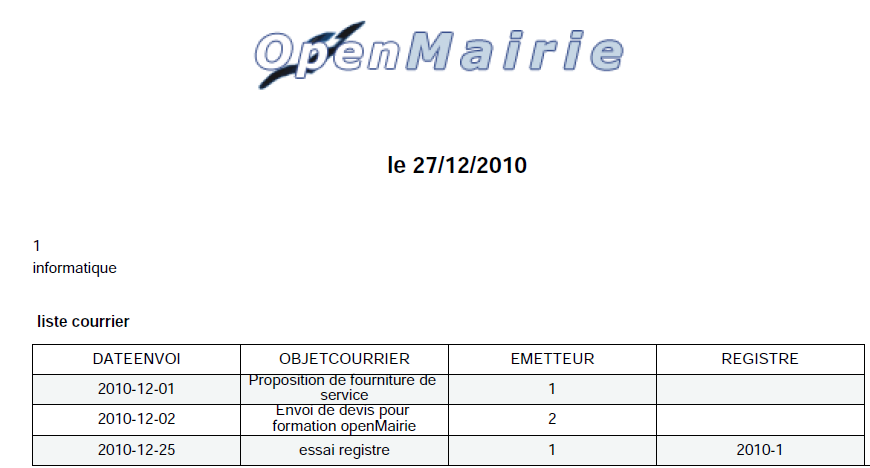 OpenMairie
le 27/12/2010
1
informatique
liste courrier
DATEENVOI OBJETCOURRIER EMETTEUR REGISTRE
2010-12-01 Proposition de fourniture de service 1
2010-12-02 Envoi de devis pour formation openMairie 2
2010-12-25 essai registre 1 2010-1